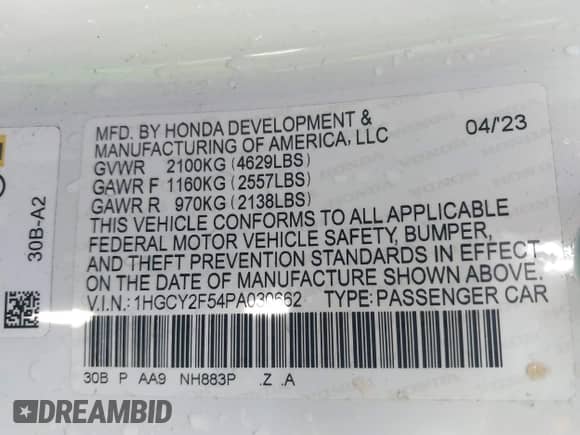 MFD. BY HONDA DEVELOPMENT &
MANUFACTURING OF AMERICA, LLC 04/'23
GVWR 2100KG (4629LBS)
GAWR F 1160KG (2557LBS)
GAWR R 970KG (2138LBS)
THIS VEHICLE CONFORMS TO ALL APPLICABLE
FEDERAL MOTOR VEHICLE SAFETY, BUMPER,
AND THEFT PREVENTION STANDARDS IN EFFECT
ON THE DATE OF MANUFACTURE SHOWN ABOVE.
V.I.N.: 1HGCY2F54PA030662 TYPE: PASSENGER CAR
30B P AA9 NH883P .Z .A
30B-A2
DREAMBID